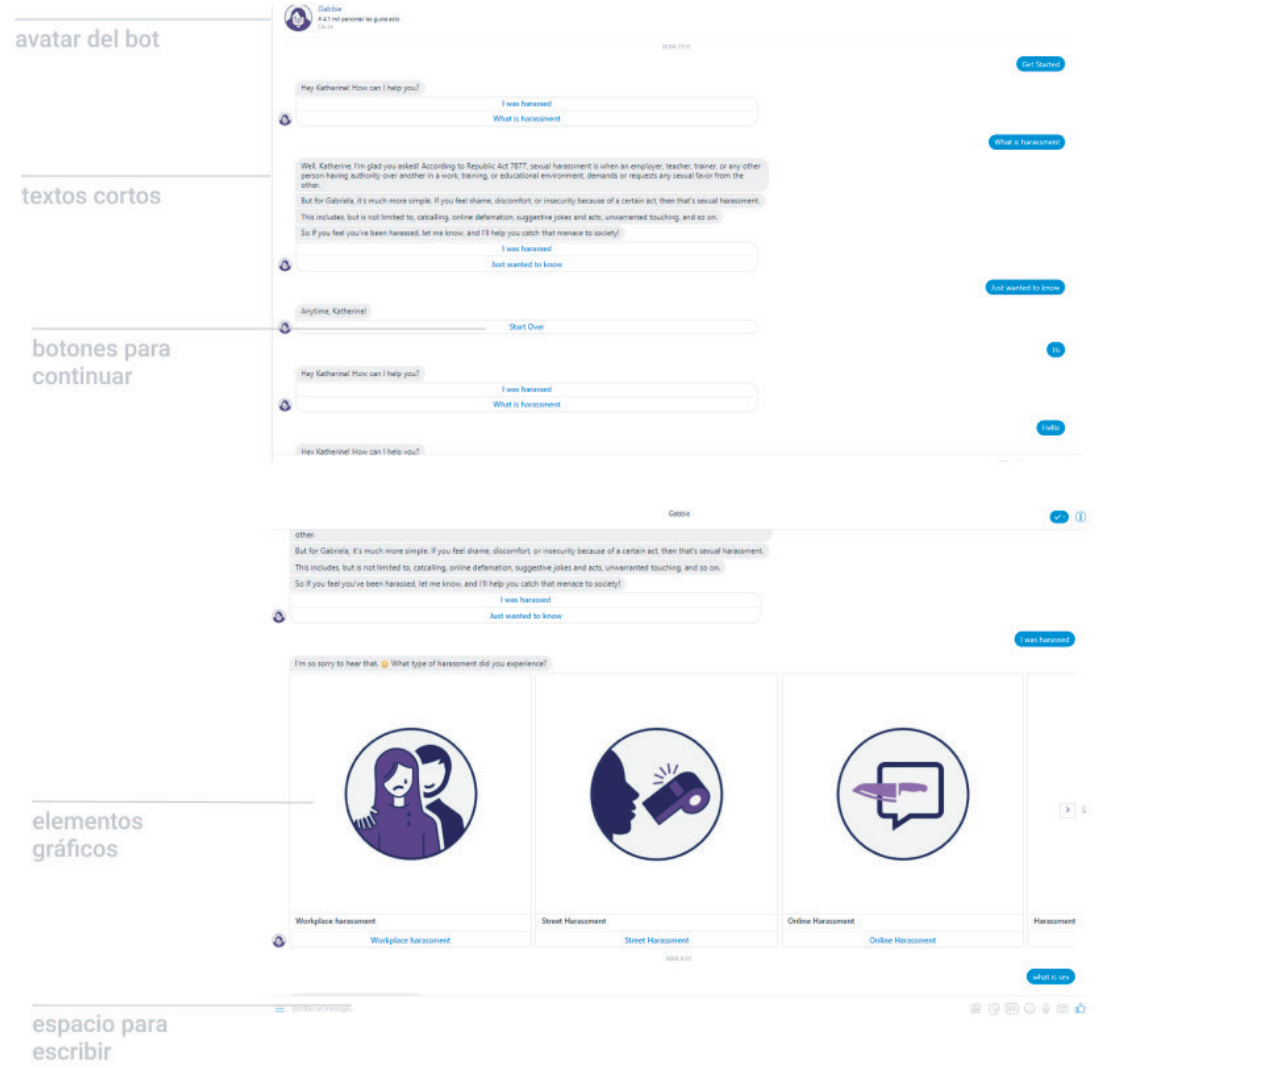 avatar del bot
Gabbie
A 4.1 mil personas les gusta esto
Get Started
Hey Katherine! How can I help you?
I was harassed
What is harassment
What is harassment
textos cortos
Well, Katherine, I'm glad you asked! According to Republic Act 7877, sexual harassment is when an employer, teacher, trainer, or any other
person having authority over another in a work, training, or educational environment, demands or requests any sexual favor from the
other.
But for Gabriela, it's much more simple. If you feel shame, discomfort, or insecurity because of a certain act, then that's sexual harassment.
This includes, but is not limited to, catcalling, online defamation, suggestive jokes and acts, unwarranted touching, and so on.
So if you feel you've been harassed, let me know, and I'll help you catch that menace to society!
I was harassed
Just wanted to know
Just wanted to know
Anytime, Katherine!
Start Over
botones para
continuar
Hi
Hey Katherine! How can I help you?
I was harassed
What is harassment
Hello
Hey Katherine! How can I help you?
Gabbie
other.
But for Gabriela, it's much more simple. If you feel shame, discomfort, or insecurity because of a certain act, then that's sexual harassment.
This includes, but is not limited to, catcalling, online defamation, suggestive jokes and acts, unwarranted touching, and so on.
So if you feel you've been harassed, let me know, and I'll help you catch that menace to society!
I was harassed
Just wanted to know
I was harassed
I'm so sorry to hear that. What type of harassment did you experience?
elementos
gráficos
Workplace harassment
Street Harassment
Online Harassment
Harassment
Workplace harassment
Street Harassment
Online Harassment
what is sex
espacio para
escribir
Escribe un mensaje...